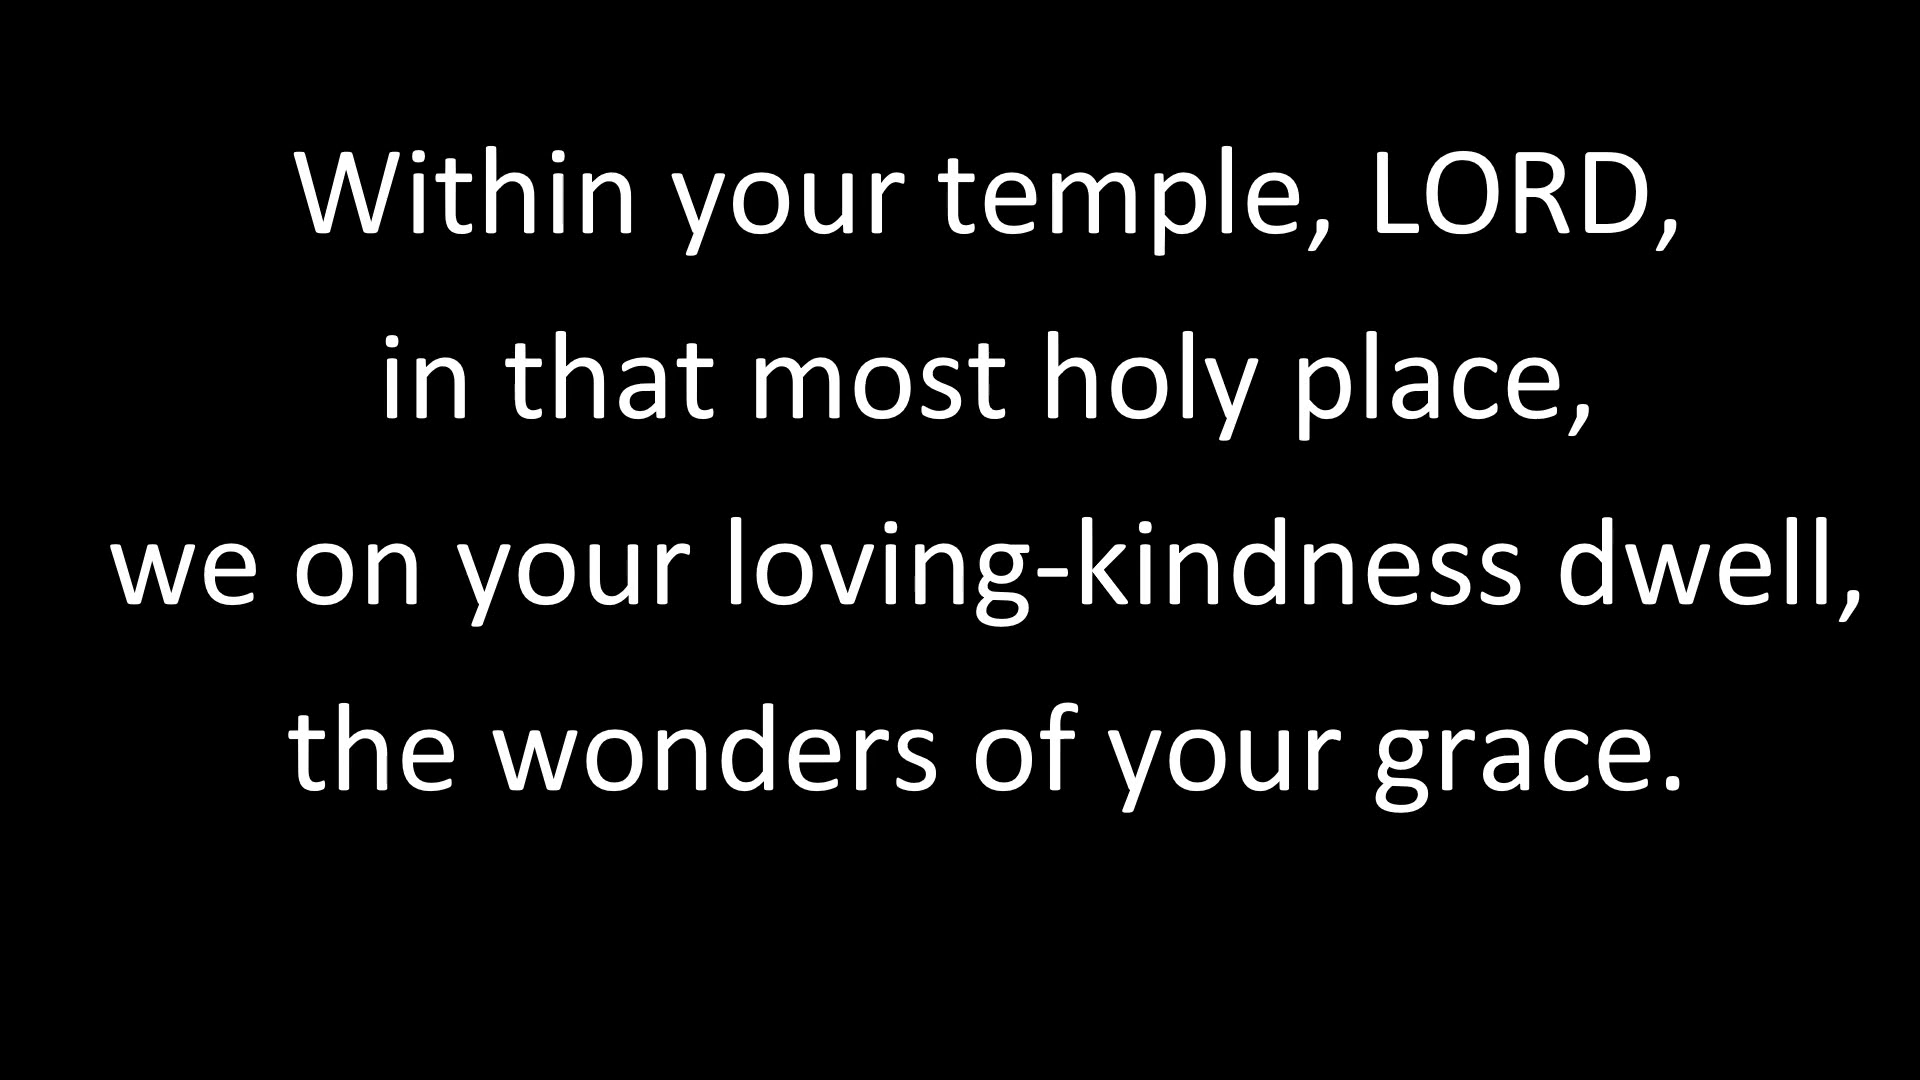 Within your temple, LORD,
in that most holy place,
we on your loving-kindness dwell,
the wonders of your grace.